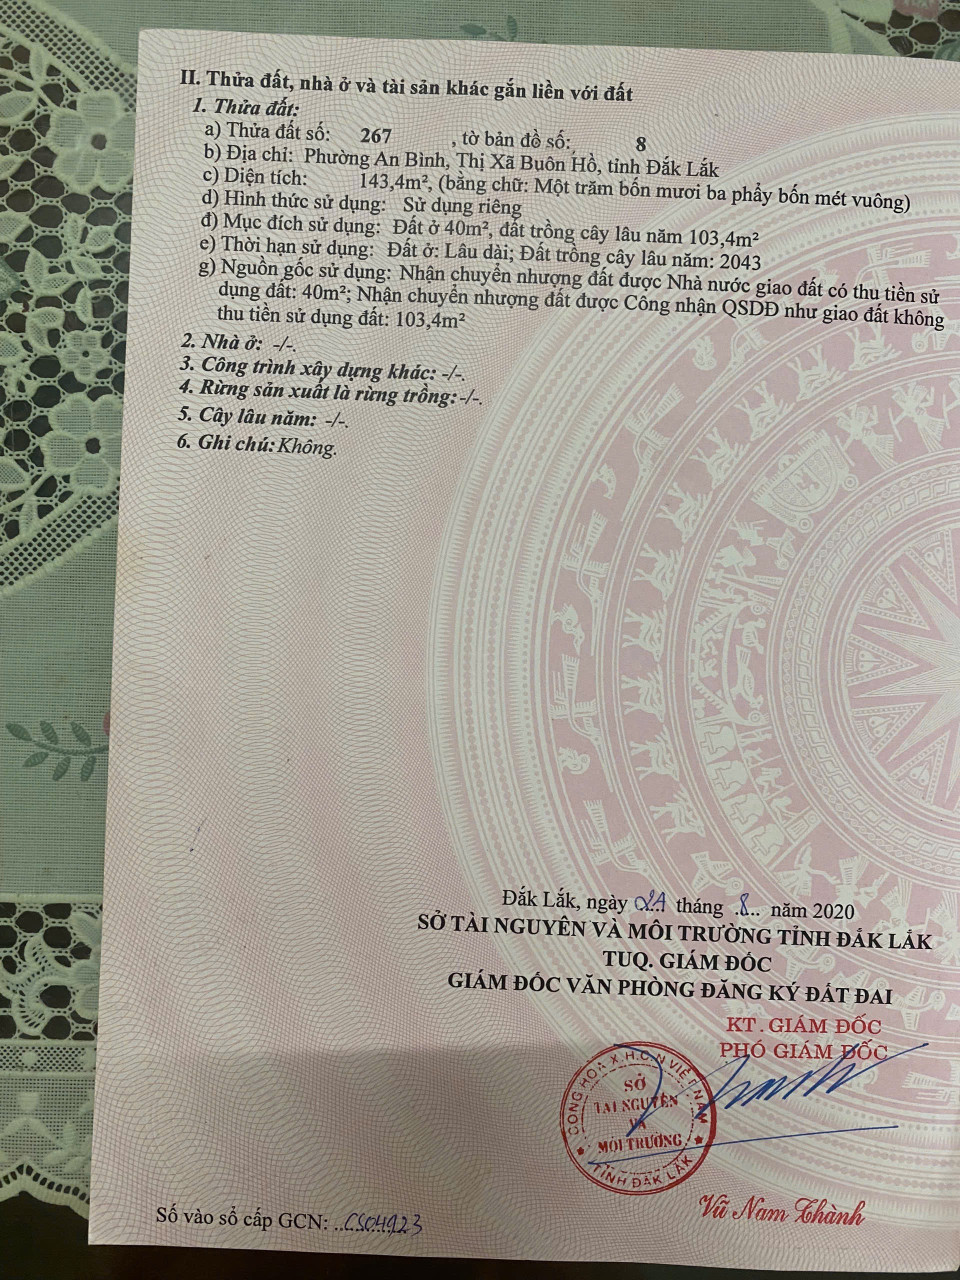 II. Thửa đất, nhà ở và tài sản khác gắn liền với đất
1. Thửa đất:
a) Thửa đất số: 267 , tờ bản đồ số: 8
b) Địa chỉ: Phường An Bình, Thị Xã Buôn Hồ, tỉnh Đắk Lắk
c) Diện tích: 143,4m², (bằng chữ: Một trăm bốn mươi ba phẩy bốn mét vuông)
d) Hình thức sử dụng: Sử dụng riêng
đ) Mục đích sử dụng: Đất ở 40m², đất trồng cây lâu năm 103,4m²
e) Thời hạn sử dụng: Đất ở: Lâu dài; Đất trồng cây lâu năm: 2043
g) Nguồn gốc sử dụng: Nhận chuyển nhượng đất được Nhà nước giao đất có thu tiền sử
dụng đất: 40m²; Nhận chuyển nhượng đất được Công nhận QSDĐ như giao đất không
thu tiền sử dụng đất: 103,4m²
2. Nhà ở: -/-.
3. Công trình xây dựng khác: -/-.
4. Rừng sản xuất là rừng trồng: -/-.
5. Cây lâu năm: -/-.
6. Ghi chú: Không.
Đắk Lắk, ngày tháng 8 năm 2020
SỞ TÀI NGUYÊN VÀ MÔI TRƯỜNG TỈNH ĐẮK LẮK
TUQ. GIÁM ĐỐC
GIÁM ĐỐC VĂN PHÒNG ĐĂNG KÝ ĐẤT ĐAI
KT. GIÁM ĐỐC
PHÓ GIÁM ĐỐC
CỘNG HOÀ X.H.C.N VIỆT NAM
SỞ
TÀI NGUYÊN
VÀ
MÔI TRƯỜNG
TỈNH ĐẮK LẮK
Vũ Nam Thành
Số vào sổ cấp GCN: CS04923